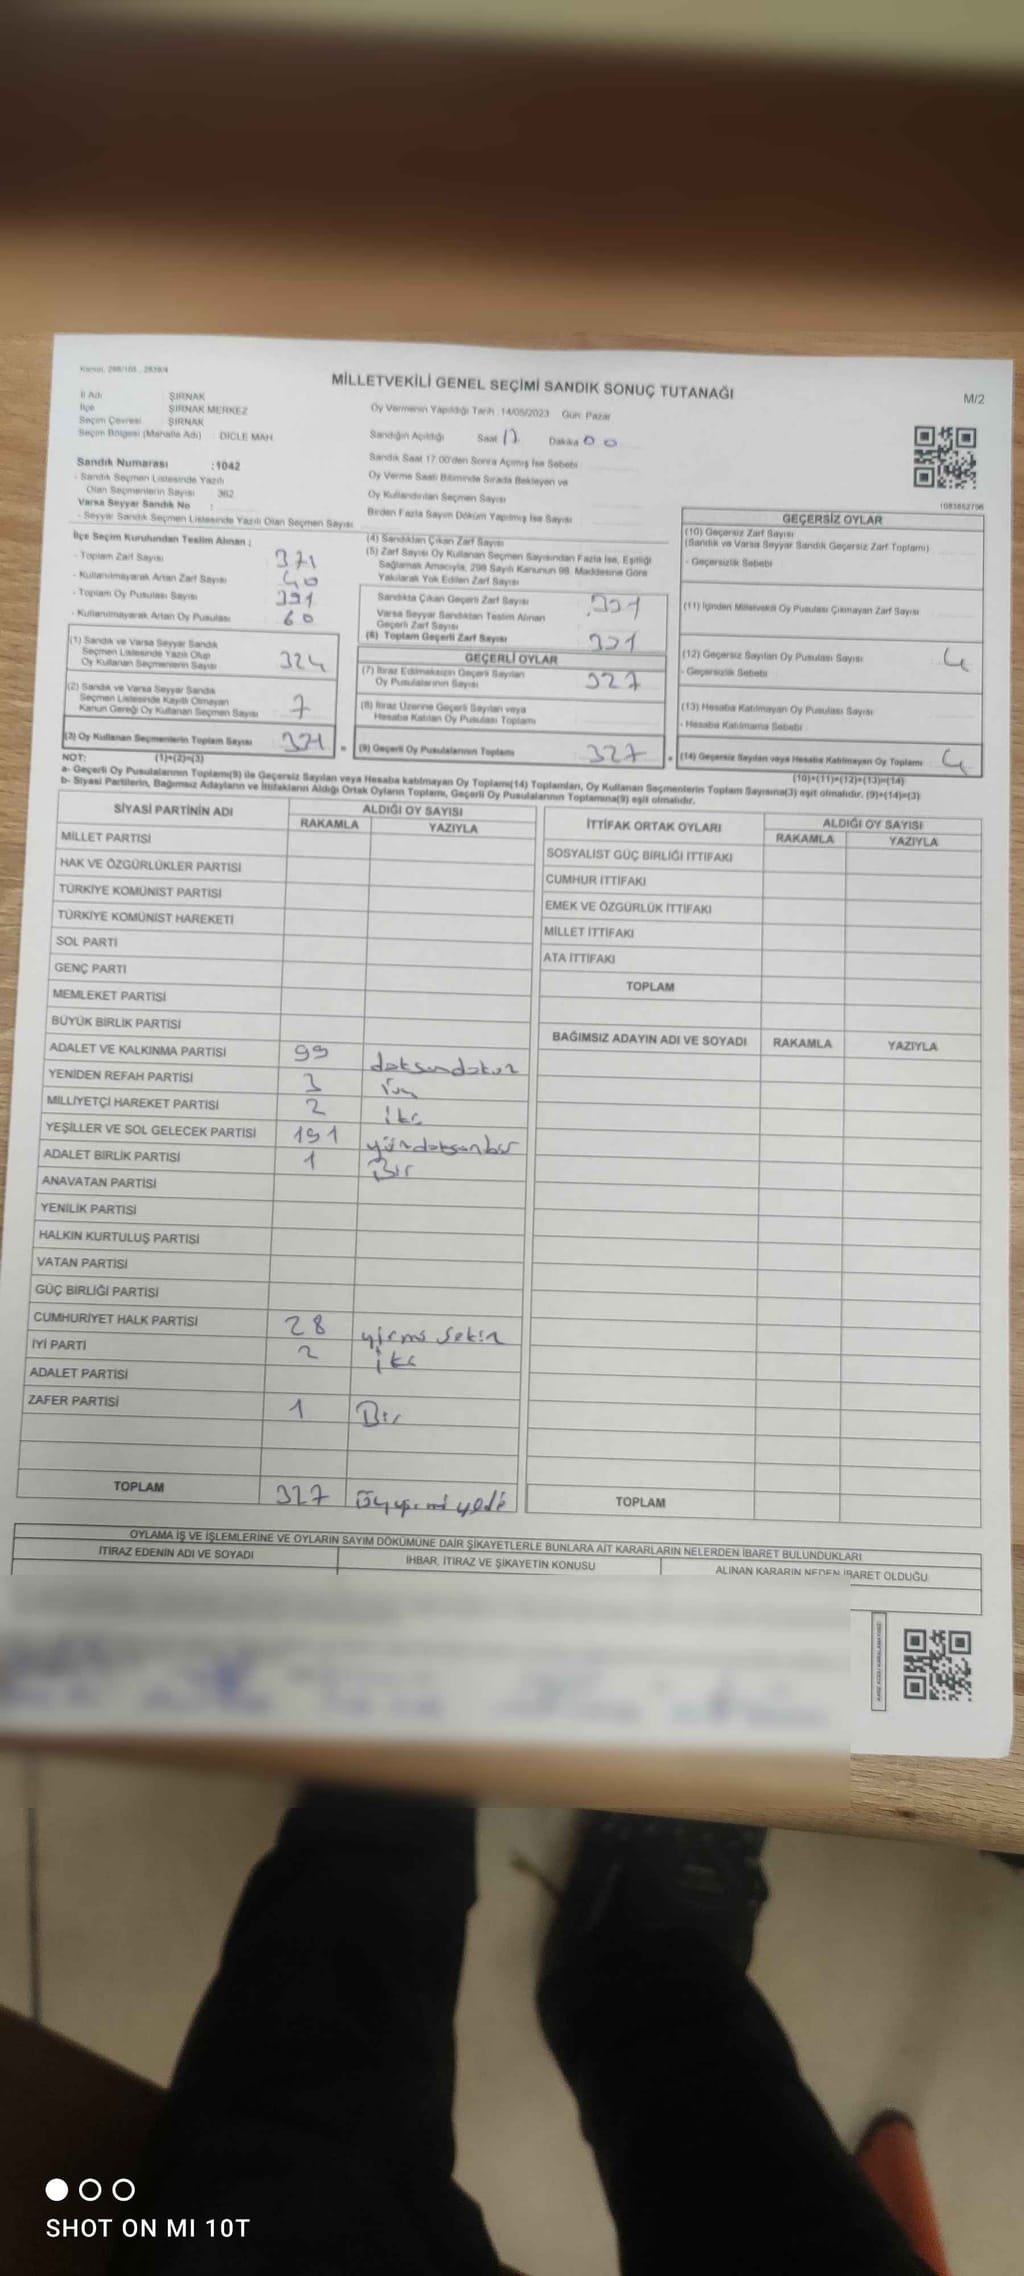 Kanun, 298/105 , 2839/4
MİLLETVEKİLİ GENEL SEÇİMİ SANDIK SONUÇ TUTANAĞI
M/2
İl Adı : ŞIRNAK
İlçe : ŞIRNAK MERKEZ
Seçim Çevresi : ŞIRNAK
Seçim Bölgesi (Mahalle Adı) : DİCLE MAH.
Oy Vermenin Yapıldığı Tarih : 14/05/2023 Gün: Pazar
Sandığın Açıldığı Saat 17 Dakika 00
Sandık Saat 17:00'den Sonra Açımış İse Sebebi
Oy Verme Saati Bitiminde Sırada Bekleyen ve
Oy Kullandırılan Seçmen Sayısı
Birden Fazla Sayım Döküm Yapılmış İse Sayısı
Sandık Numarası : 1042
- Sandık Seçmen Listesinde Yazılı
Olan Seçmenlerin Sayısı 362
Varsa Seyyar Sandık No :
- Seyyar Sandık Seçmen Listesinde Yazılı Olan Seçmen Sayısı
1083852706
İlçe Seçim Kurulundan Teslim Alınan :
- Toplam Zarf Sayısı 371
- Kullanılmayarak Artan Zarf Sayısı 40
- Toplam Oy Pusulası Sayısı 391
- Kullanılmayarak Artan Oy Pusulası 60
(1) Sandık ve Varsa Seyyar Sandık
Seçmen Listesinde Yazılı Olup
Oy Kullanan Seçmenlerin Sayısı 324
(2) Sandık ve Varsa Seyyar Sandık
Seçmen Listesinde Kayıtlı Olmayan
Kanun Gereği Oy Kullanan Seçmen Sayısı 7
(3) Oy Kullanan Seçmenlerin Toplam Sayısı 331
(1)+(2)=(3)
(4) Sandıktan Çıkan Zarf Sayısı
(5) Zarf Sayısı Oy Kullanan Seçmen Sayısından Fazla İse, Eşitliği
Sağlamak Amacıyla, 298 Sayılı Kanunun 98. Maddesine Göre
Yakılarak Yok Edilen Zarf Sayısı
Sandıkta Çıkan Geçerli Zarf Sayısı 331
Varsa Seyyar Sandıktan Teslim Alınan
Geçerli Zarf Sayısı
(6) Toplam Geçerli Zarf Sayısı 331
GEÇERLİ OYLAR
(7) İtiraz Edilmeksizin Geçerli Sayılan
Oy Pusulalarının Sayısı 327
(8) İtiraz Üzerine Geçerli Sayılan veya
Hesaba Katılan Oy Pusulası Toplamı
= (9) Geçerli Oy Pusulalarının Toplamı 327
GEÇERSİZ OYLAR
(10) Geçersiz Zarf Sayısı
(Sandık ve Varsa Seyyar Sandık Geçersiz Zarf Toplamı)
- Geçersizlik Sebebi
(11) İçinden Milletvekili Oy Pusulası Çıkmayan Zarf Sayısı
(12) Geçersiz Sayılan Oy Pusulası Sayısı 4
- Geçersizlik Sebebi
(13) Hesaba Katılmayan Oy Pusulası Sayısı
- Hesaba Katılmama Sebebi
+ (14) Geçersiz Sayılan veya Hesaba Katılmayan Oy Toplamı 4
(10)+(11)+(12)+(13)=(14)
NOT:
a- Geçerli Oy Pusulalarının Toplamı(9) ile Geçersiz Sayılan veya Hesaba katılmayan Oy Toplamı(14) Toplamları, Oy Kullanan Seçmenlerin Toplam Sayısına(3) eşit olmalıdır. (9)+(14)=(3)
b- Siyasi Partilerin, Bağımsız Adayların ve İttifakların Aldığı Ortak Oyların Toplamı, Geçerli Oy Pusulalarının Toplamına(9) eşit olmalıdır.
SİYASİ PARTİNİN ADI ALDIĞI OY SAYISI
RAKAMLA YAZIYLA
MİLLET PARTİSİ
HAK VE ÖZGÜRLÜKLER PARTİSİ
TÜRKİYE KOMÜNİST PARTİSİ
TÜRKİYE KOMÜNİST HAREKETİ
SOL PARTİ
GENÇ PARTİ
MEMLEKET PARTİSİ
BÜYÜK BİRLİK PARTİSİ
ADALET VE KALKINMA PARTİSİ 99 doksandokuz
YENİDEN REFAH PARTİSİ 3 üç
MİLLİYETÇİ HAREKET PARTİSİ 2 iki
YEŞİLLER VE SOL GELECEK PARTİSİ 191 yüzdoksanbir
ADALET BİRLİK PARTİSİ 1 Bir
ANAVATAN PARTİSİ
YENİLİK PARTİSİ
HALKIN KURTULUŞ PARTİSİ
VATAN PARTİSİ
GÜÇ BİRLİĞİ PARTİSİ
CUMHURİYET HALK PARTİSİ 28 yirmi sekiz
İYİ PARTİ 2 iki
ADALET PARTİSİ
ZAFER PARTİSİ 1 Bir
TOPLAM 327
İTTİFAK ORTAK OYLARI ALDIĞI OY SAYISI
RAKAMLA YAZIYLA
SOSYALİST GÜÇ BİRLİĞİ İTTİFAKI
CUMHUR İTTİFAKI
EMEK VE ÖZGÜRLÜK İTTİFAKI
MİLLET İTTİFAKI
ATA İTTİFAKI
TOPLAM
BAĞIMSIZ ADAYIN ADI VE SOYADI RAKAMLA YAZIYLA
TOPLAM
OYLAMA İŞ VE İŞLEMLERİNE VE OYLARIN SAYIM DÖKÜMÜNE DAİR ŞİKAYETLERLE BUNLARA AİT KARARLARIN NELERDEN İBARET BULUNDUKLARI
İTİRAZ EDENİN ADI VE SOYADI İHBAR, İTİRAZ VE ŞİKAYETİN KONUSU ALINAN KARARIN NEDEN İBARET OLDUĞU
SHOT ON MI 10T